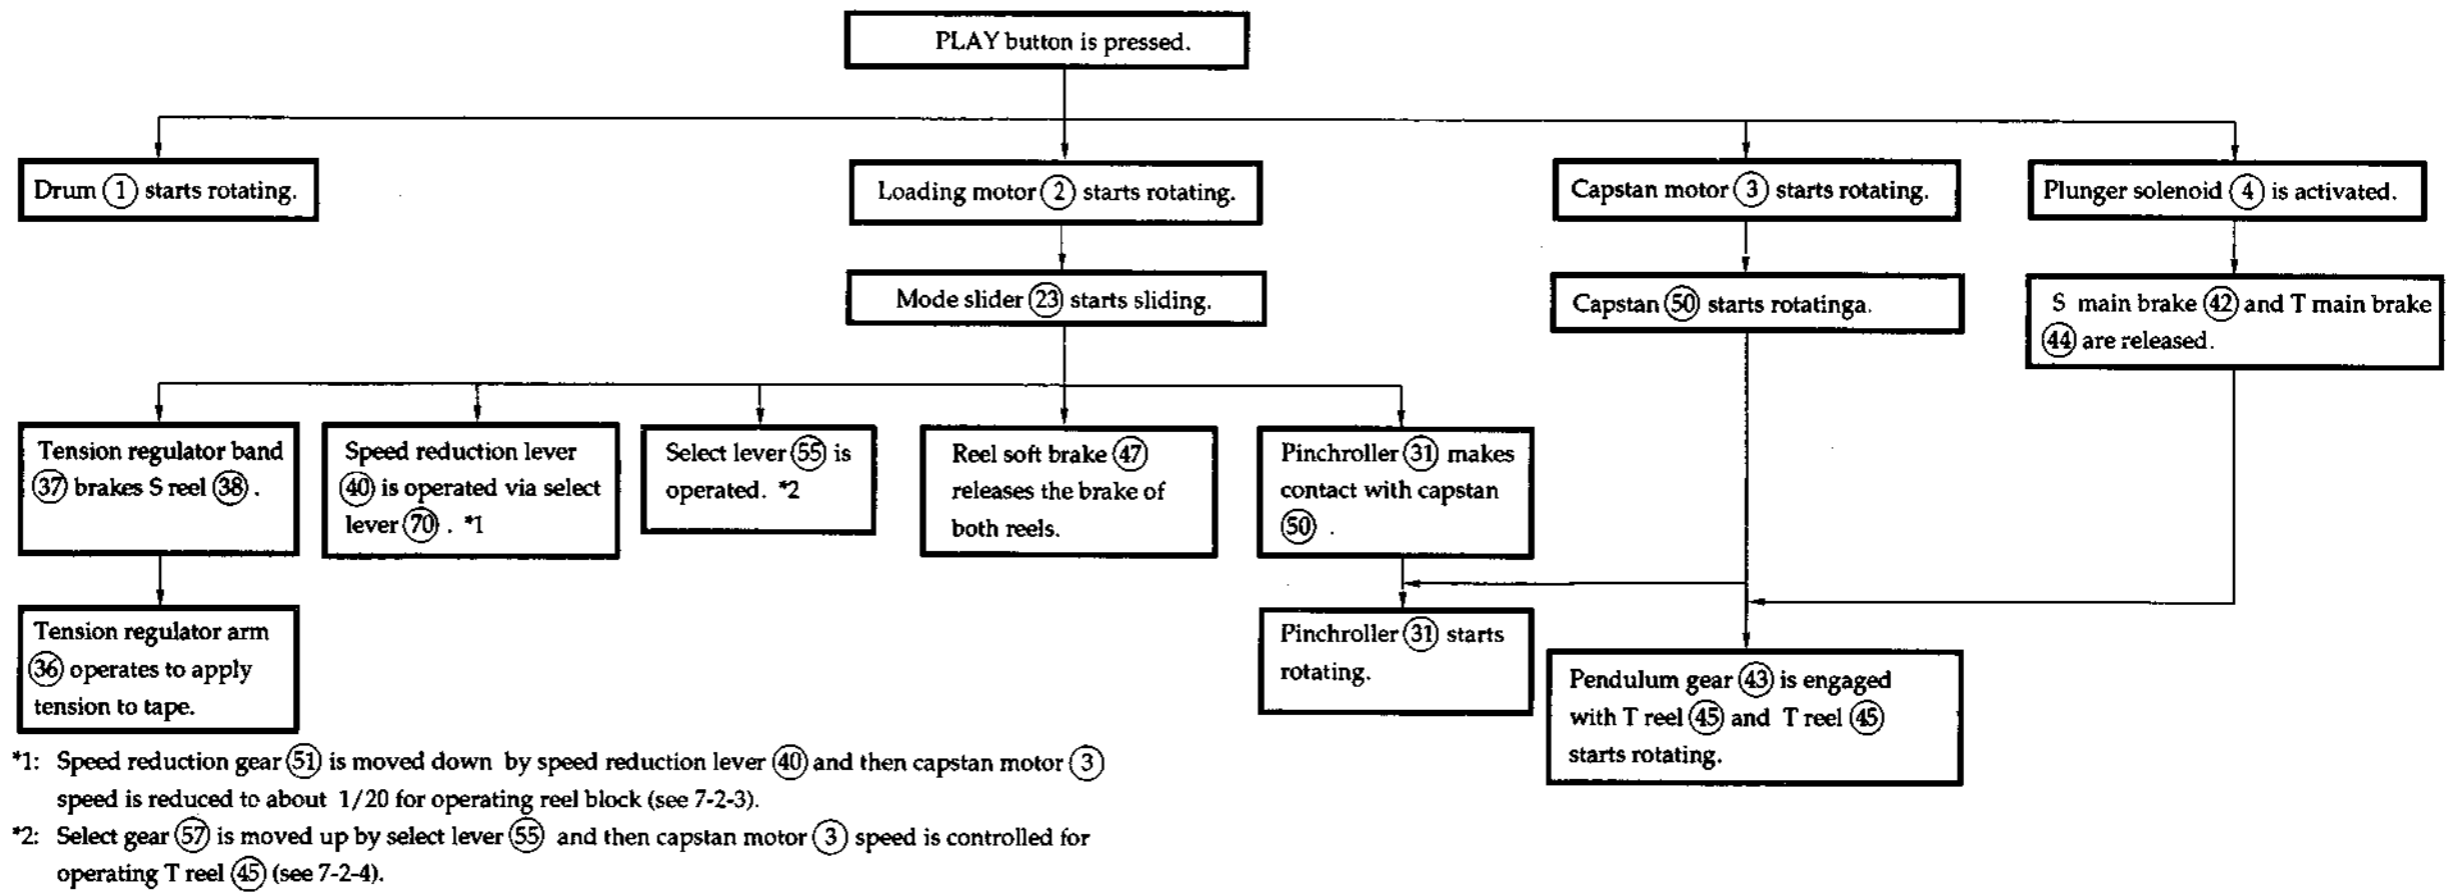 PLAY button is pressed.
Drum ① starts rotating.
Loading motor ② starts rotating.
Capstan motor ③ starts rotating.
Plunger solenoid ④ is activated.
Mode slider ㉓ starts sliding.
Capstan ㊿ starts rotatinga.
S main brake ㊷ and T main brake
㊹ are released.
Tension regulator band
㊲ brakes S reel ㊳ .
Speed reduction lever
㊵ is operated via select
lever (70) . *1
Select lever (55) is
operated. *2
Reel soft brake ㊼
releases the brake of
both reels.
Pinchroller ㉛ makes
contact with capstan
㊿ .
Tension regulator arm
㊱ operates to apply
tension to tape.
Pinchroller ㉛ starts
rotating.
Pendulum gear ㊸ is engaged
with T reel ㊺ and T reel ㊺
starts rotating.
*1: Speed reduction gear (51) is moved down by speed reduction lever ㊵ and then capstan motor ③
speed is reduced to about 1/20 for operating reel block (see 7-2-3).
*2: Select gear (57) is moved up by select lever (55) and then capstan motor ③ speed is controlled for
operating T reel ㊺ (see 7-2-4).